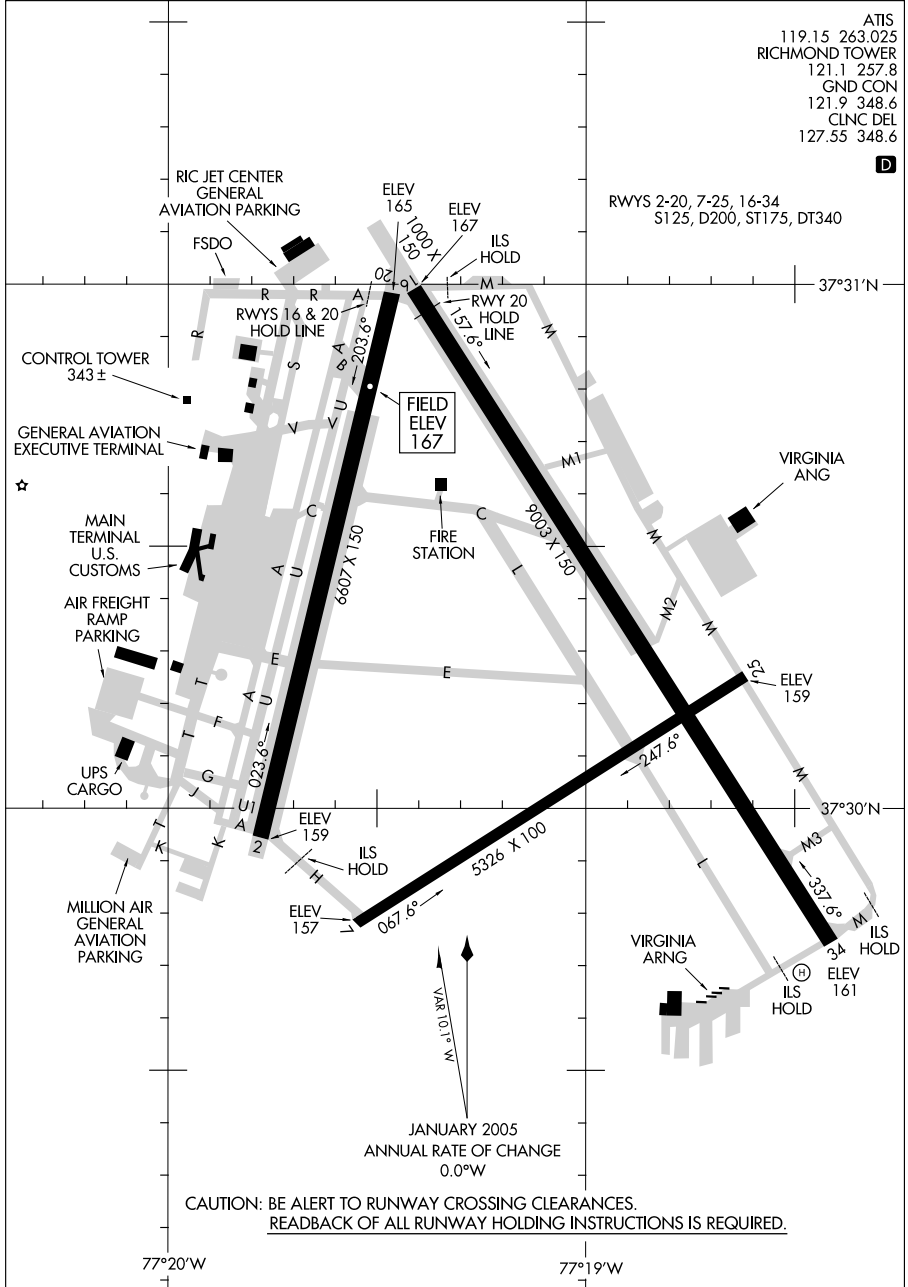 ATIS
119.15 263.025
RICHMOND TOWER
121.1 257.8
GND CON
121.9 348.6
CLNC DEL
127.55 348.6
D
RWYS 2-20, 7-25, 16-34
S125, D200, ST175, DT340
RIC JET CENTER
GENERAL
AVIATION PARKING
FSDO
ELEV
165
1000 X
150
ELEV
167
ILS
HOLD
20
16
37°31'N
R
R
R
A
M
RWYS 16 & 20
HOLD LINE
RWY 20
HOLD
LINE
203.6°
157.6°
M
R
S
A
B
CONTROL TOWER
343 ±
U
V
V
FIELD
ELEV
167
GENERAL AVIATION
EXECUTIVE TERMINAL
M1
VIRGINIA
ANG
MAIN
TERMINAL
U.S.
CUSTOMS
C
FIRE
STATION
C
9003 X 150
M
A
U
6607 X 150
L
AIR FREIGHT
RAMP
PARKING
M2
M
E
E
25
ELEV
159
T
A
U
T
F
023.6°
247.6°
UPS
CARGO
G
J
U1
M
37°30'N
T
K
K
A
2
ELEV
159
ILS
HOLD
H
5326 X 100
L
M3
MILLION AIR
GENERAL
AVIATION
PARKING
ELEV
157
7
067.6°
337.6°
M
ILS
HOLD
34
ELEV
161
H
ILS
HOLD
VIRGINIA
ARNG
VAR 10.1° W
JANUARY 2005
ANNUAL RATE OF CHANGE
0.0°W
CAUTION: BE ALERT TO RUNWAY CROSSING CLEARANCES.
READBACK OF ALL RUNWAY HOLDING INSTRUCTIONS IS REQUIRED.
77°20'W
77°19'W